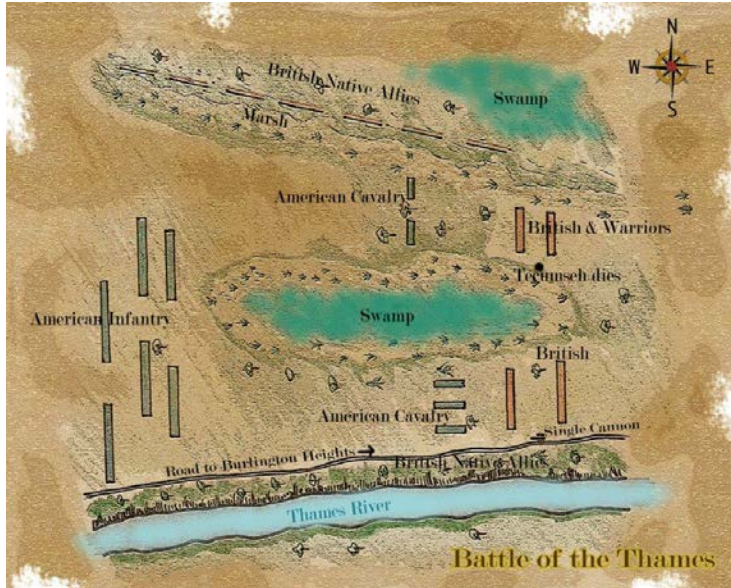 N
British Native Allies
W E
Swamp
S
Marsh
American Cavalry
British & Warriors
Tecumseh dies
American Infantry
Swamp
British
American Cavalry
Single Cannon
Road to Burlington Heights
British Native Allies
Thames River
Battle of the Thames